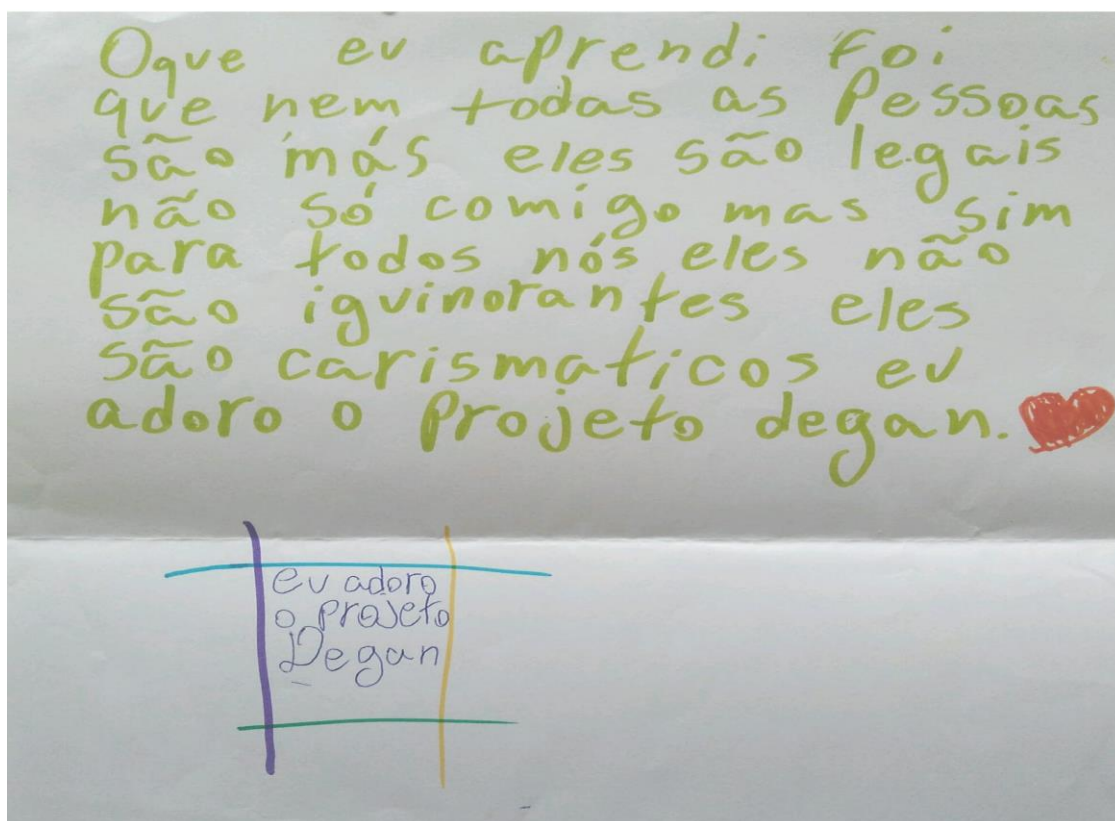 Oque eu aprendi foi
que nem todas as Pessoas
são más eles são legais
não só comigo mas sim
para todos nós eles não
são iguinorantes eles
são carismaticos eu
adoro o Projeto degan.
eu adoro
o projeto
Degan